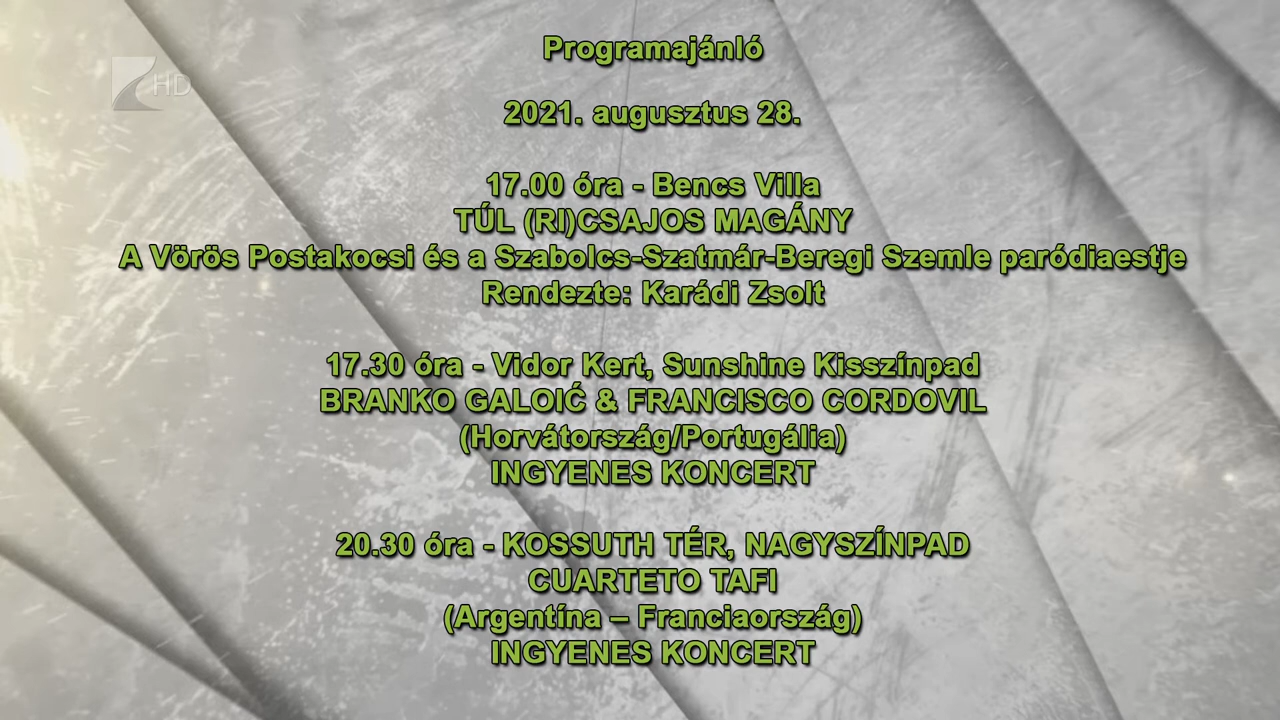 HD
Programajánló
2021. augusztus 28.
17.00 óra - Bencs Villa
TÚL (RI)CSAJOS MAGÁNY
A Vörös Postakocsi és a Szabolcs-Szatmár-Beregi Szemle paródiaestje
Rendezte: Karádi Zsolt
17.30 óra - Vidor Kert, Sunshine Kisszínpad
BRANKO GALOIĆ & FRANCISCO CORDOVIL
(Horvátország/Portugália)
INGYENES KONCERT
20.30 óra - KOSSUTH TÉR, NAGYSZÍNPAD
CUARTETO TAFI
(Argentína – Franciaország)
INGYENES KONCERT